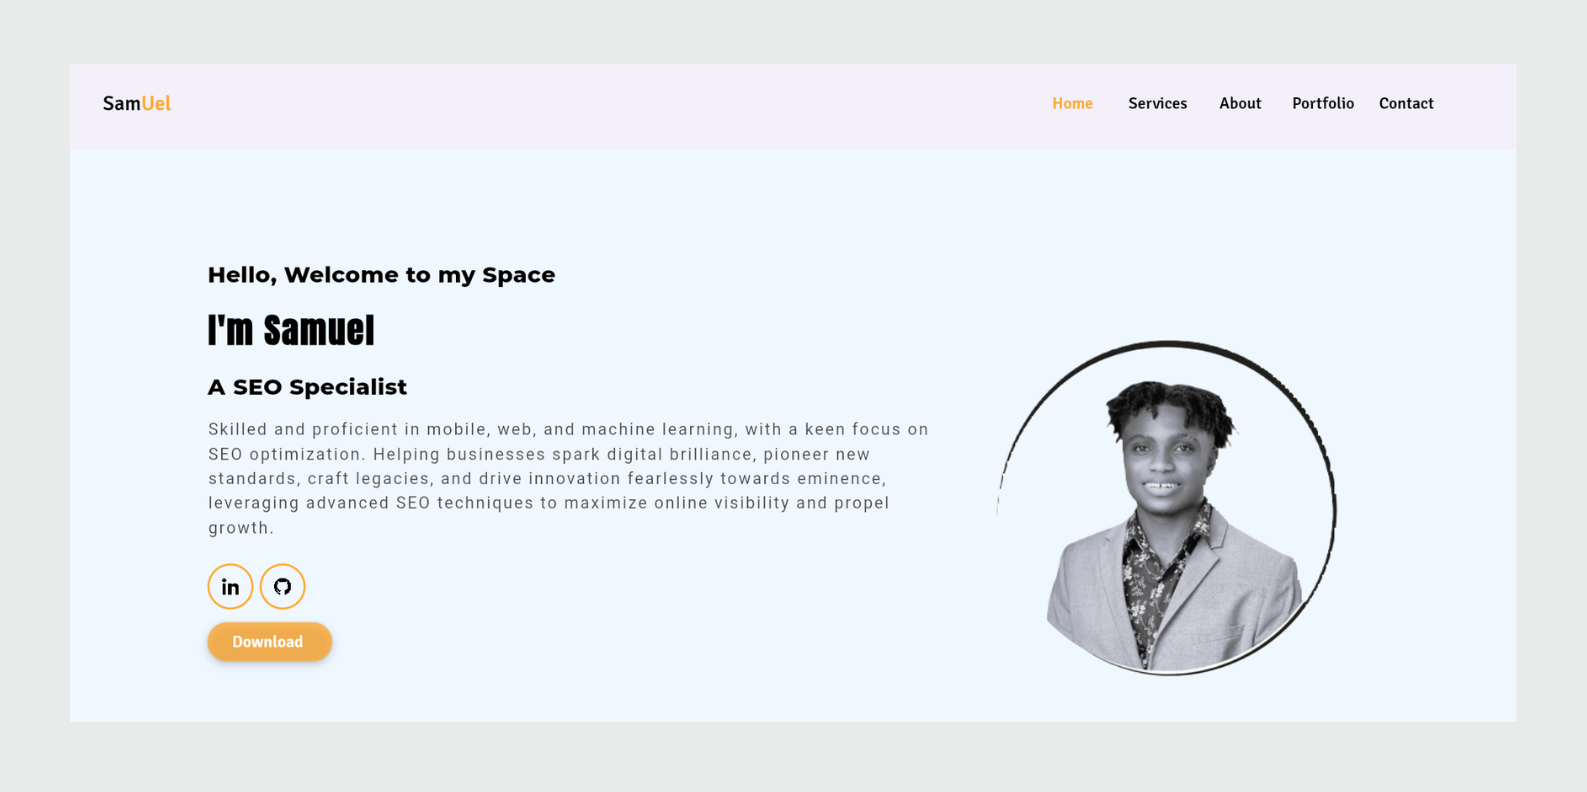 SamUel
Home Services About Portfolio Contact
Hello, Welcome to my Space
I'm Samuel
A SEO Specialist
Skilled and proficient in mobile, web, and machine learning, with a keen focus on
SEO optimization. Helping businesses spark digital brilliance, pioneer new
standards, craft legacies, and drive innovation fearlessly towards eminence,
leveraging advanced SEO techniques to maximize online visibility and propel
growth.
in
Download